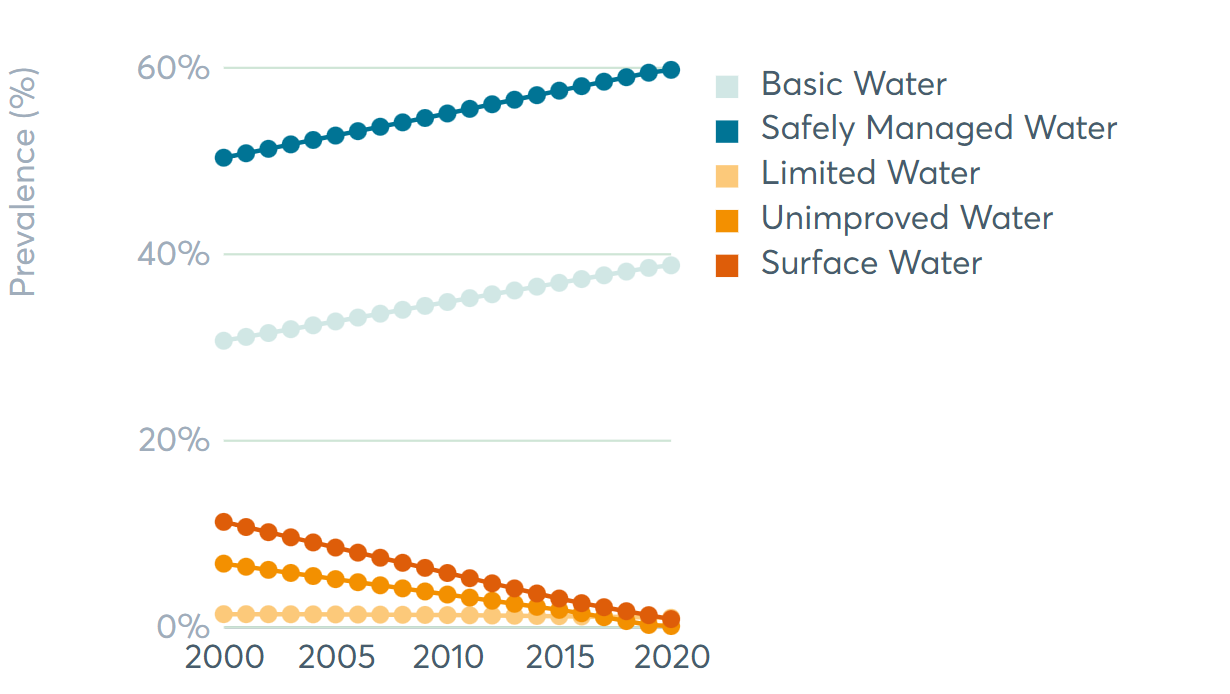 Prevalence (%)
60%
40%
20%
0%
2000 2005 2010 2015 2020
Basic Water
Safely Managed Water
Limited Water
Unimproved Water
Surface Water